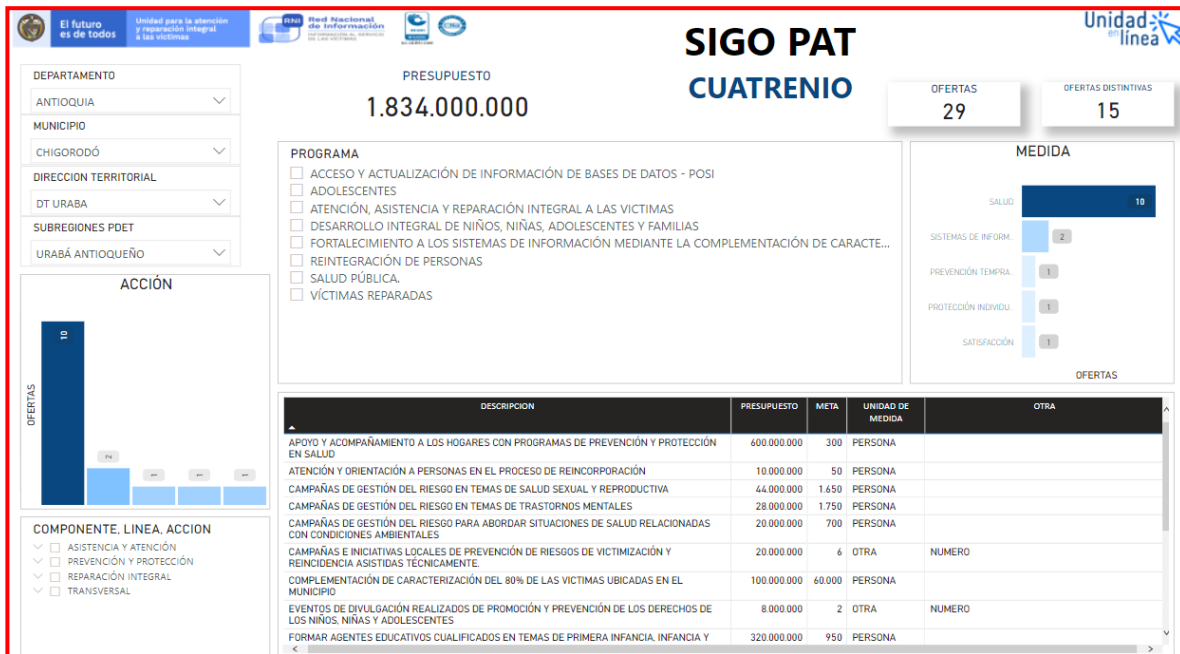 El futuro
es de todos
Unidad para la atención
y reparación integral
a las víctimas
RNI
Red Nacional
de Información
INFORMACIÓN AL SERVICIO
DE LAS VÍCTIMAS
SIGO PAT
CUATRENIO
Unidad
en línea
DEPARTAMENTO
ANTIOQUIA
MUNICIPIO
CHIGORODÓ
DIRECCION TERRITORIAL
DT URABA
SUBREGIONES PDET
URABÁ ANTIOQUEÑO
PRESUPUESTO
1.834.000.000
OFERTAS
29
OFERTAS DISTINTIVAS
15
PROGRAMA
ACCESO Y ACTUALIZACIÓN DE INFORMACIÓN DE BASES DE DATOS - POSI
ADOLESCENTES
ATENCIÓN, ASISTENCIA Y REPARACIÓN INTEGRAL A LAS VICTIMAS
DESARROLLO INTEGRAL DE NIÑOS, NIÑAS, ADOLESCENTES Y FAMILIAS
FORTALECIMIENTO A LOS SISTEMAS DE INFORMACIÓN MEDIANTE LA COMPLEMENTACIÓN DE CARACTE...
REINTEGRACIÓN DE PERSONAS
SALUD PÚBLICA.
VÍCTIMAS REPARADAS
MEDIDA
SALUD 10
SISTEMAS DE INFORM.. 2
PREVENCIÓN TEMPRA.. 1
PROTECCIÓN INDIVIDU.. 1
SATISFACCIÓN 1
OFERTAS
ACCIÓN
OFERTAS
10 2 1 1 1
COMPONENTE, LINEA, ACCION
ASISTENCIA Y ATENCIÓN
PREVENCIÓN Y PROTECCIÓN
REPARACIÓN INTEGRAL
TRANSVERSAL
DESCRIPCION PRESUPUESTO META UNIDAD DE MEDIDA OTRA
APOYO Y ACOMPAÑAMIENTO A LOS HOGARES CON PROGRAMAS DE PREVENCIÓN Y PROTECCIÓN 600.000.000 300 PERSONA
EN SALUD
ATENCIÓN Y ORIENTACIÓN A PERSONAS EN EL PROCESO DE REINCORPORACIÓN 10.000.000 50 PERSONA
CAMPAÑAS DE GESTIÓN DEL RIESGO EN TEMAS DE SALUD SEXUAL Y REPRODUCTIVA 44.000.000 1.650 PERSONA
CAMPAÑAS DE GESTIÓN DEL RIESGO EN TEMAS DE TRASTORNOS MENTALES 28.000.000 1.750 PERSONA
CAMPAÑAS DE GESTIÓN DEL RIESGO PARA ABORDAR SITUACIONES DE SALUD RELACIONADAS 20.000.000 700 PERSONA
CON CONDICIONES AMBIENTALES
CAMPAÑAS E INICIATIVAS LOCALES DE PREVENCIÓN DE RIESGOS DE VICTIMIZACIÓN Y 20.000.000 6 OTRA NUMERO
REINCIDENCIA ASISTIDAS TÉCNICAMENTE.
COMPLEMENTACIÓN DE CARACTERIZACIÓN DEL 80% DE LAS VICTIMAS UBICADAS EN EL 100.000.000 60.000 PERSONA
MUNICIPIO
EVENTOS DE DIVULGACIÓN REALIZADOS DE PROMOCIÓN Y PREVENCIÓN DE LOS DERECHOS DE 8.000.000 2 OTRA NUMERO
LOS NIÑOS, NIÑAS Y ADOLESCENTES
FORMAR AGENTES EDUCATIVOS CUALIFICADOS EN TEMAS DE PRIMERA INFANCIA, INFANCIA Y 320.000.000 950 PERSONA